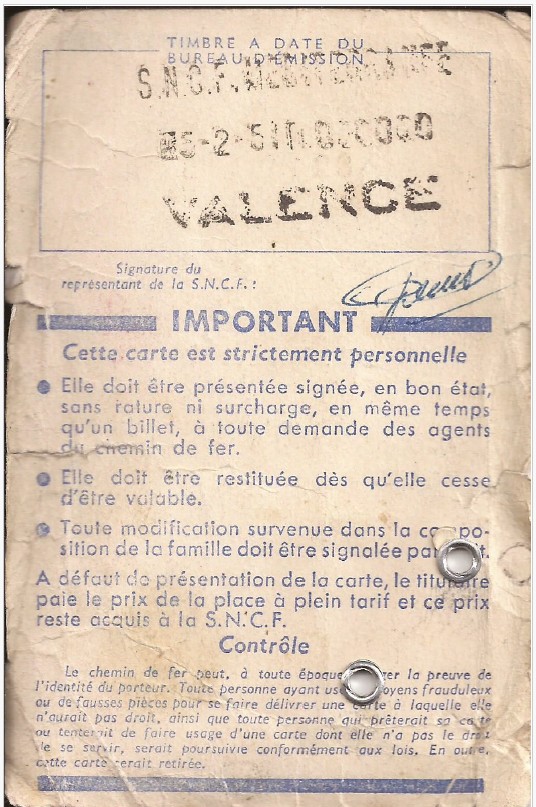 TIMBRE A DATE DU
BUREAU D'ÉMISSION
S.N.C.F. MEDITERRANEE
VALENCE
Signature du
représentant de la S.N.C.F. :
IMPORTANT
Cette carte est strictement personnelle
Elle doit être présentée signée, en bon état,
sans rature ni surcharge, en même temps
qu'un billet, à toute demande des agents
du chemin de fer.
Elle doit être restituée dès qu'elle cesse
d'être valable.
Toute modification survenue dans la compo-
sition de la famille doit être signalée
A défaut de présentation de la carte, le titulaire
paie le prix de la place à plein tarif et ce prix
reste acquis à la S.N.C.F.
Contrôle
Le chemin de fer peut, à toute époque, la preuve de
l'identité du porteur. Toute personne ayant moyens frauduleux
ou de fausses pièces pour se faire délivrer une carte à laquelle elle
n'aurait pas droit, ainsi que toute personne qui prêterait sa carte
ou tenterait de faire usage d'une carte dont elle n'a pas le droit
de se servir, serait poursuivie conformément aux lois. En outre,
cette carte serait retirée.